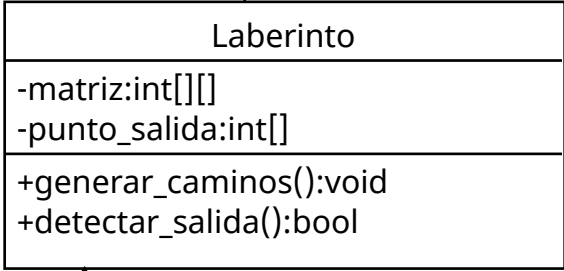 Laberinto
-matriz:int[][]
-punto_salida:int[]
+generar_caminos():void
+detectar_salida():bool